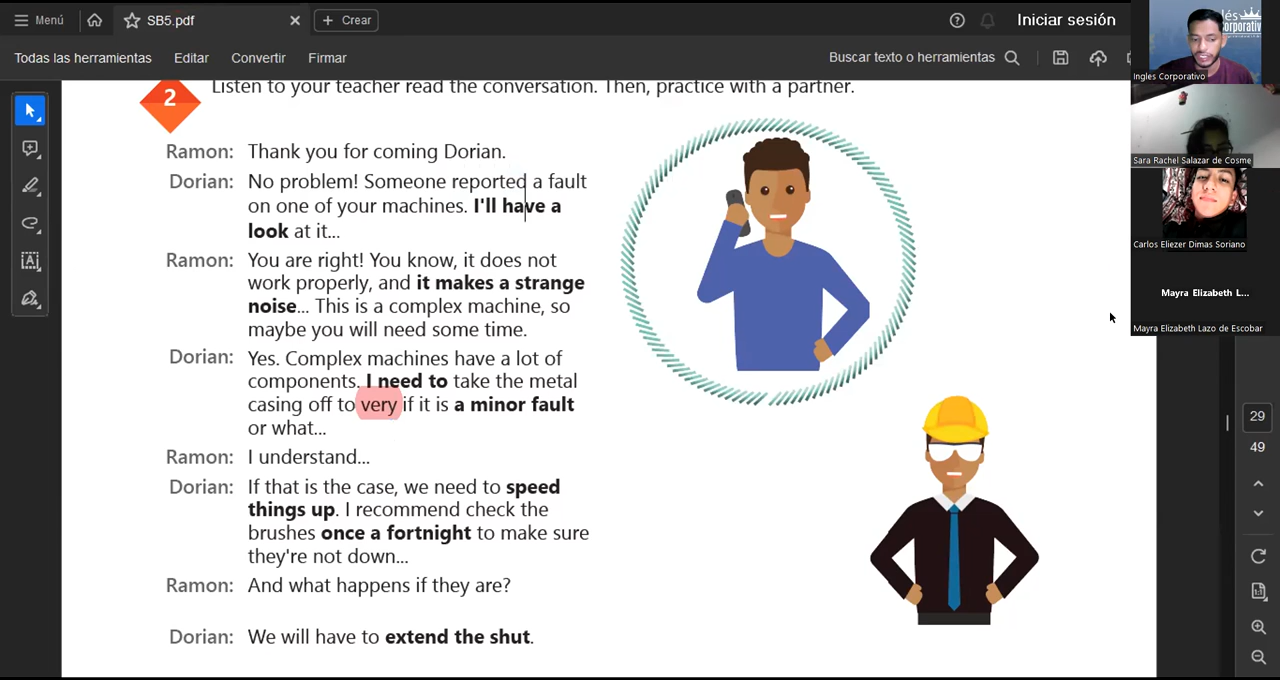 Menú
SB5.pdf
Crear
Iniciar sesión
Todas las herramientas
Editar
Convertir
Firmar
Buscar texto o herramientas
2
Listen to your teacher read the conversation. Then, practice with a partner.
Ramon: Thank you for coming Dorian.
Dorian: No problem! Someone reported a fault
on one of your machines. I'll have a
look at it...
Ramon: You are right! You know, it does not
work properly, and it makes a strange
noise... This is a complex machine, so
maybe you will need some time.
Dorian: Yes. Complex machines have a lot of
components. I need to take the metal
casing off to very if it is a minor fault
or what...
Ramon: I understand...
Dorian: If that is the case, we need to speed
things up. I recommend check the
brushes once a fortnight to make sure
they're not down...
Ramon: And what happens if they are?
Dorian: We will have to extend the shut.
29
49
Ingles Corporativo
Sara Rachel Salazar de Cosme
Carlos Eliezer Dimas Soriano
Mayra Elizabeth L...
Mayra Elizabeth Lazo de Escobar